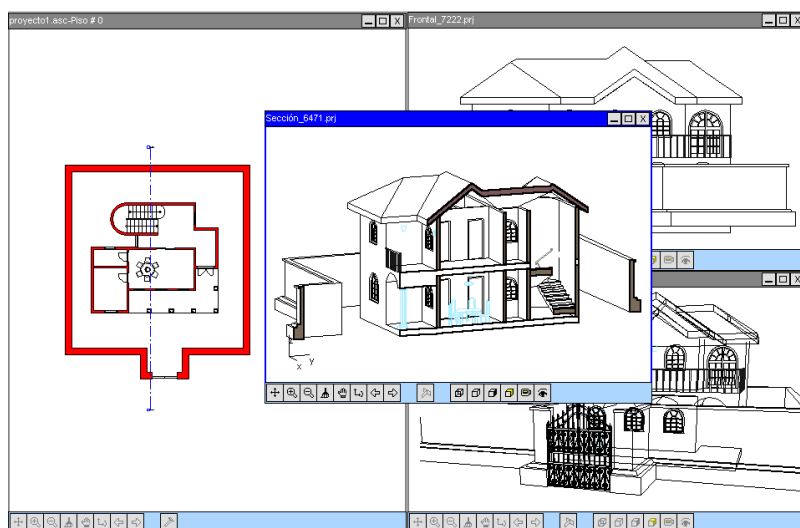 proyecto1.asc-Piso # 0
Frontal_7222.prj
Sección_6471.prj
x
y